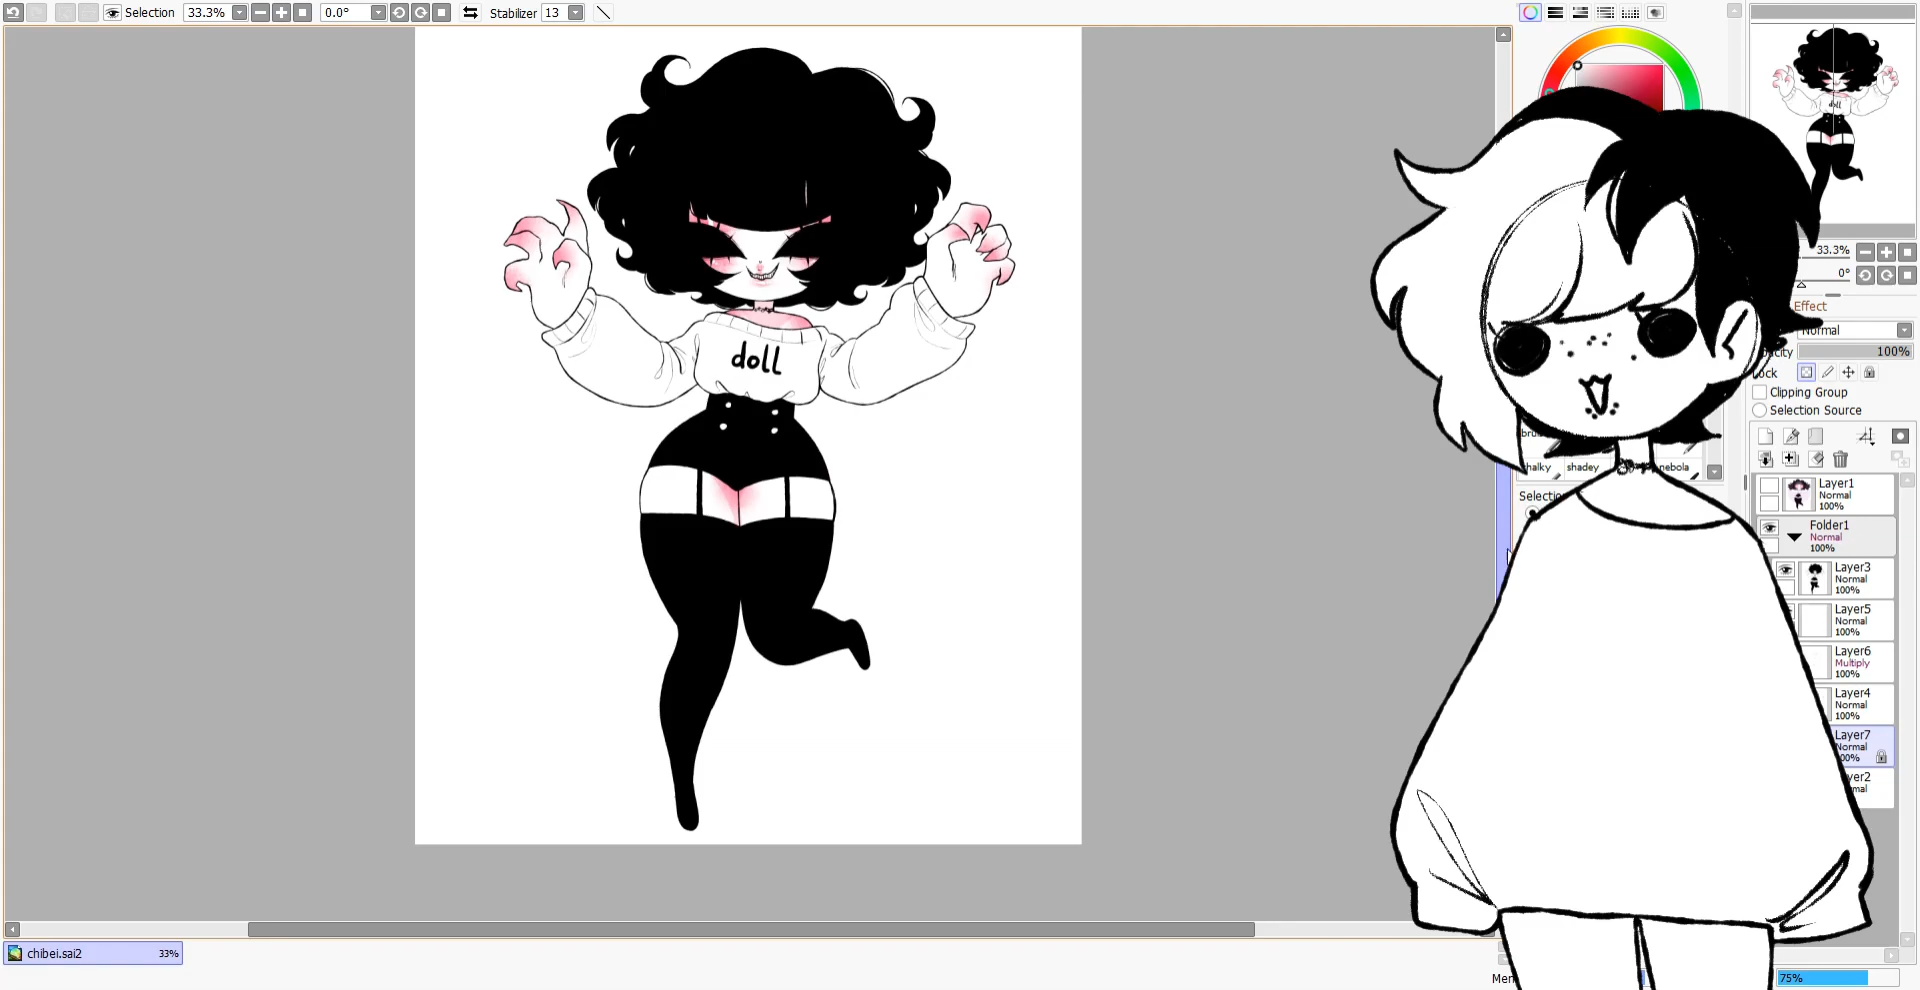 Selection 33.3% 0.0° Stabilizer 13
doll
doll
33.3%
0°
Effect
Normal
100%
Lock
Clipping Group
Selection Source
shadey nebola
Layer1
Normal
100%
Folder1
Normal
100%
Layer3
Normal
100%
Layer5
Normal
100%
Layer6
Multiply
100%
Layer4
Normal
100%
Layer7
Normal
chibei.sai2 33%
75%